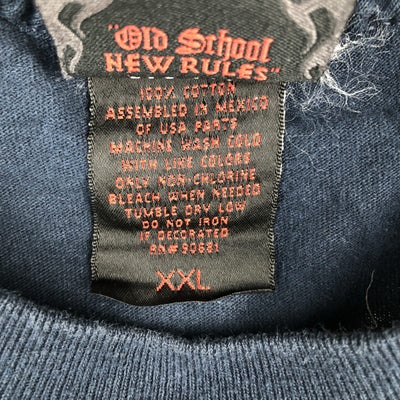 "Old School
NEW RULES"
100% COTTON
ASSEMBLED IN MEXICO
OF USA PARTS
MACHINE WASH COLD
WITH LIKE COLORS
ONLY NON-CHLORINE
BLEACH WHEN NEEDED
TUMBLE DRY LOW
DO NOT IRON
IF DECORATED
RN# 90681
XXL